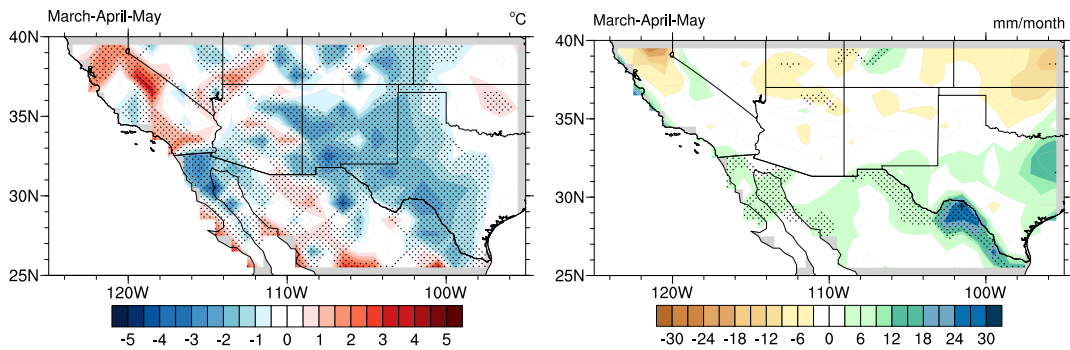 March-April-May °C
40N
35N
30N
25N
120W 110W 100W
-5 -4 -3 -2 -1 0 1 2 3 4 5
March-April-May mm/month
40N
35N
30N
25N
120W 110W 100W
-30 -24 -18 -12 -6 0 6 12 18 24 30